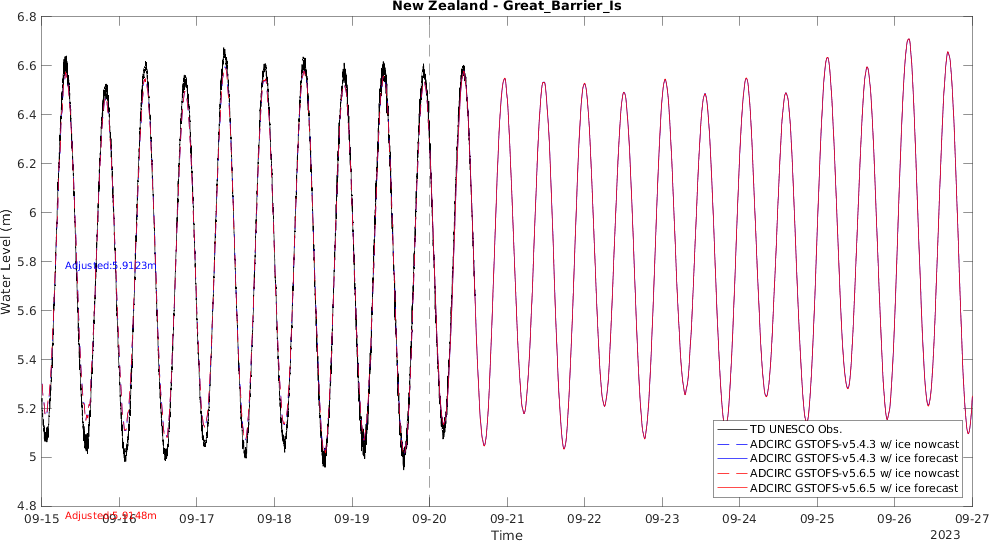 New Zealand - Great_Barrier_Is
6.8
6.6
6.4
6.2
6
5.8
5.6
5.4
5.2
5
4.8
Water Level (m)
Adjusted:5.9123m
Adjusted:5.9148m
TD UNESCO Obs.
ADCIRC GSTOFS-v5.4.3 w/ ice nowcast
ADCIRC GSTOFS-v5.4.3 w/ ice forecast
ADCIRC GSTOFS-v5.6.5 w/ ice nowcast
ADCIRC GSTOFS-v5.6.5 w/ ice forecast
09-15 09-16 09-17 09-18 09-19 09-20 09-21 09-22 09-23 09-24 09-25 09-26 09-27
Time
2023